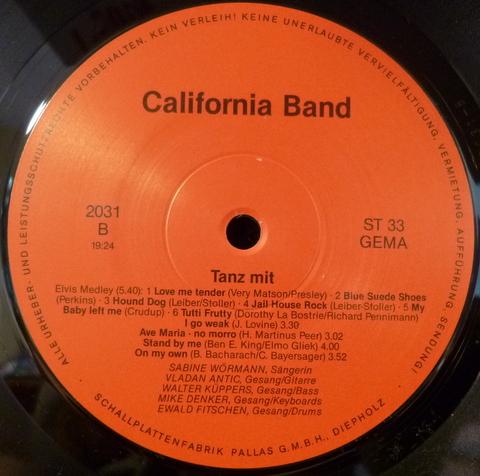 ALLE URHEBER- UND LEISTUNGSSCHUTZRECHTE VORBEHALTEN. KEIN VERLEIH! KEINE UNERLAUBTE VERVIELFÄLTIGUNG, VERMIETUNG, AUFFÜHRUNG, SENDUNG!
California Band
2031
B
19:24
ST 33
GEMA
Tanz mit
Elvis Medley (5.40): 1 Love me tender (Very Matson/Presley) · 2 Blue Suede Shoes
(Perkins) · 3 Hound Dog (Leiber/Stoller) · 4 Jail House Rock (Leiber-Stoller) · 5 My
Baby left me (Crudup) · 6 Tutti Frutty (Dorothy La Bostrie/Richard Pennimann)
I go weak (J. Lovine) 3.30
Ave Maria · no morro (H. Martinus Peer) 3.02
Stand by me (Ben E. King/Elmo Gliek) 4.00
On my own (B. Bacharach/C. Bayersager) 3.52
SABINE WÖRMANN, Sängerin
VLADAN ANTIC, Gesang/Gitarre
WALTER KÜPPERS, Gesang/Bass
MIKE DENKER, Gesang/Keyboards
EWALD FITSCHEN, Gesang/Drums
SCHALLPLATTENFABRIK PALLAS G.M.B.H., DIEPHOLZ